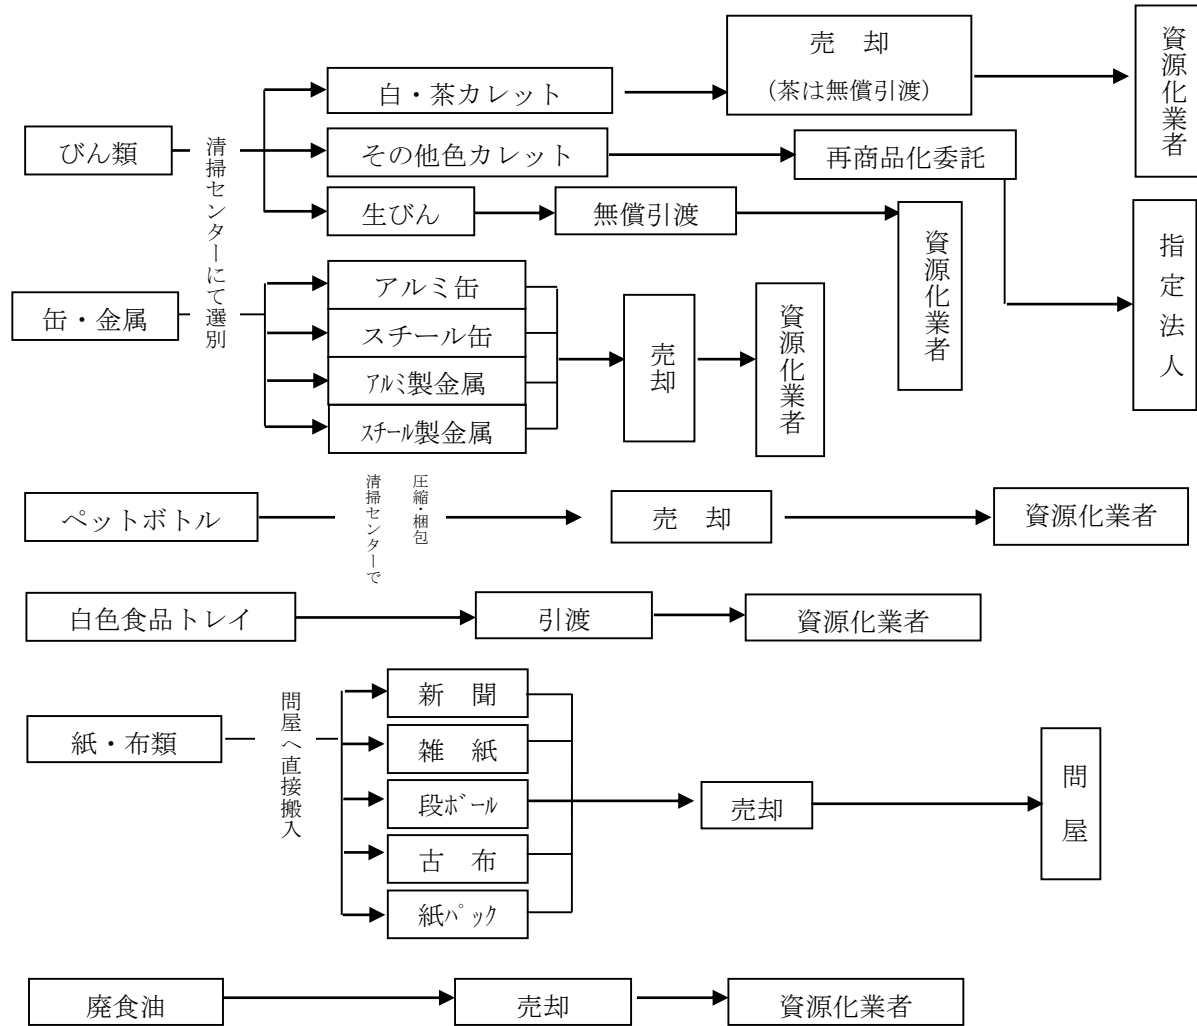 びん類
清掃センターにて選別
白・茶カレット
売　却
(茶は無償引渡)
資源化業者
その他色カレット
再商品化委託
指定法人
生びん
無償引渡
資源化業者
缶・金属
アルミ缶
スチール缶
ｱﾙﾐ製金属
ｽﾁｰﾙ製金属
売却
資源化業者
ペットボトル
圧縮・梱包
清掃センターで
売　却
資源化業者
白色食品トレイ
引渡
資源化業者
紙・布類
問屋へ直接搬入
新　聞
雑　紙
段ﾎﾞｰﾙ
古　布
紙ﾊﾟｯｸ
売却
問屋
廃食油
売却
資源化業者